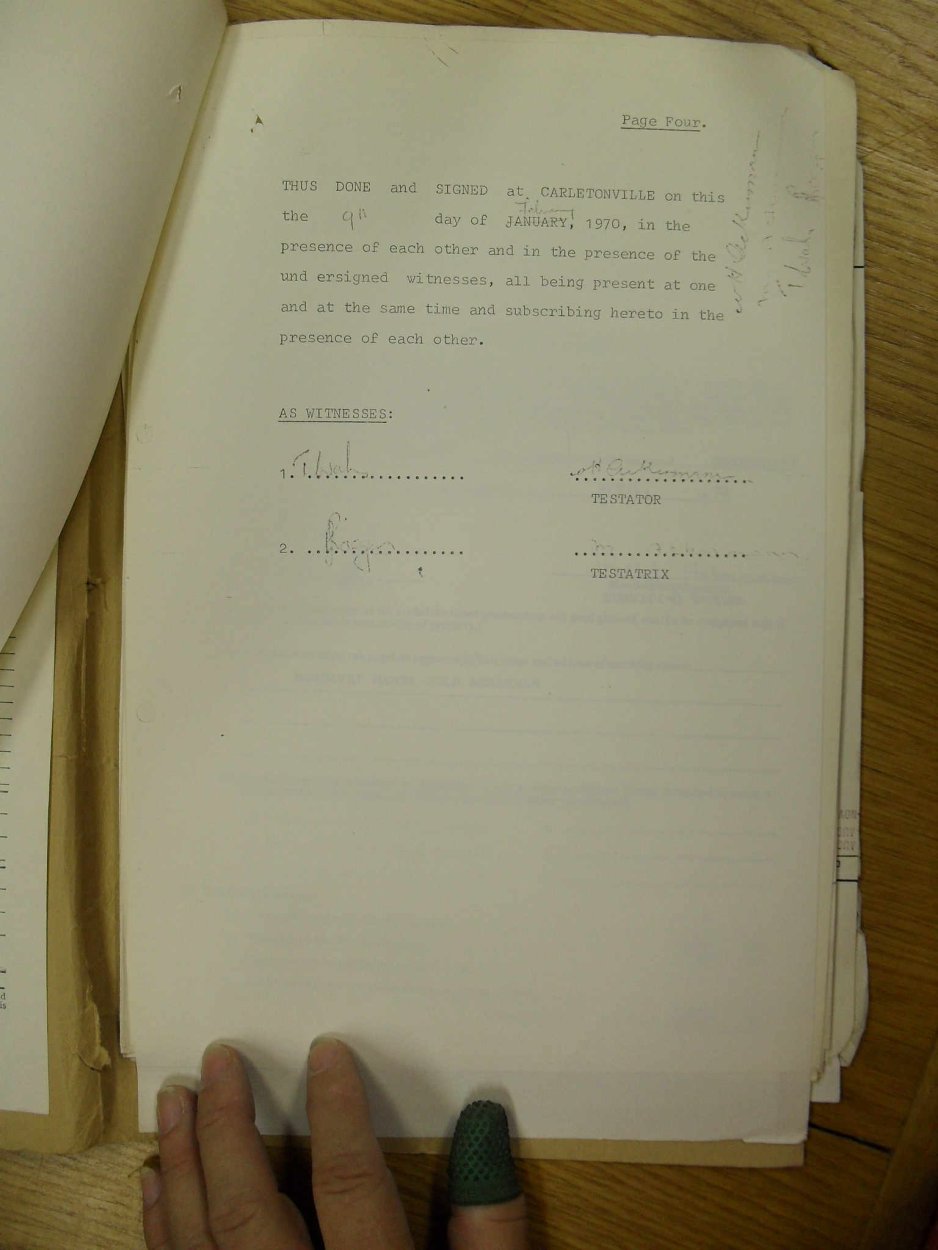 Page Four.
THUS DONE and SIGNED at CARLETONVILLE on this
the 9th day of JANUARY, February 1970, in the
presence of each other and in the presence of the
und ersigned witnesses, all being present at one
and at the same time and subscribing hereto in the
presence of each other.
AS WITNESSES:
1.
TESTATOR
2.
TESTATRIX